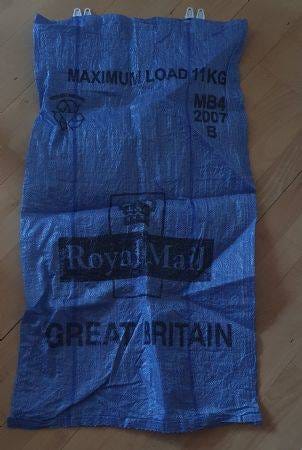 MAXIMUM LOAD 11KG
MB4
2007
B
Royal Mail
GREAT BRITAIN